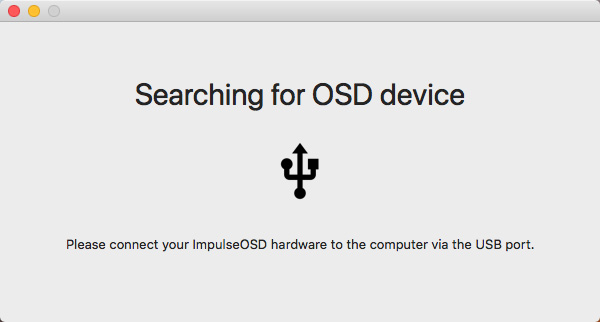 Searching for OSD device
Please connect your ImpulseOSD hardware to the computer via the USB port.